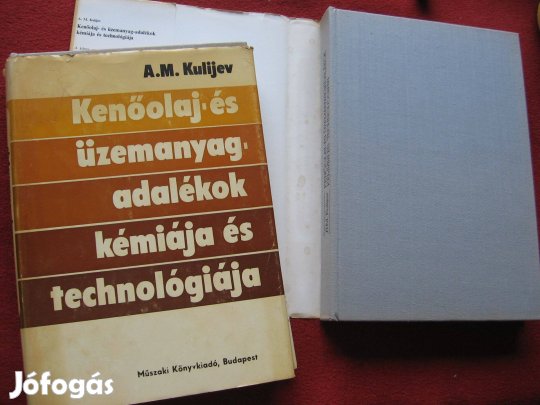 A. M. Kulijev
Kenőolaj- és üzemanyag-adalékok
kémiája és technológiája
A.M. Kulijev
Kenőolaj-és
üzemanyag-
adalékok
kémiája és
technológiája
Műszaki Könyvkiadó, Budapest
Jófogás